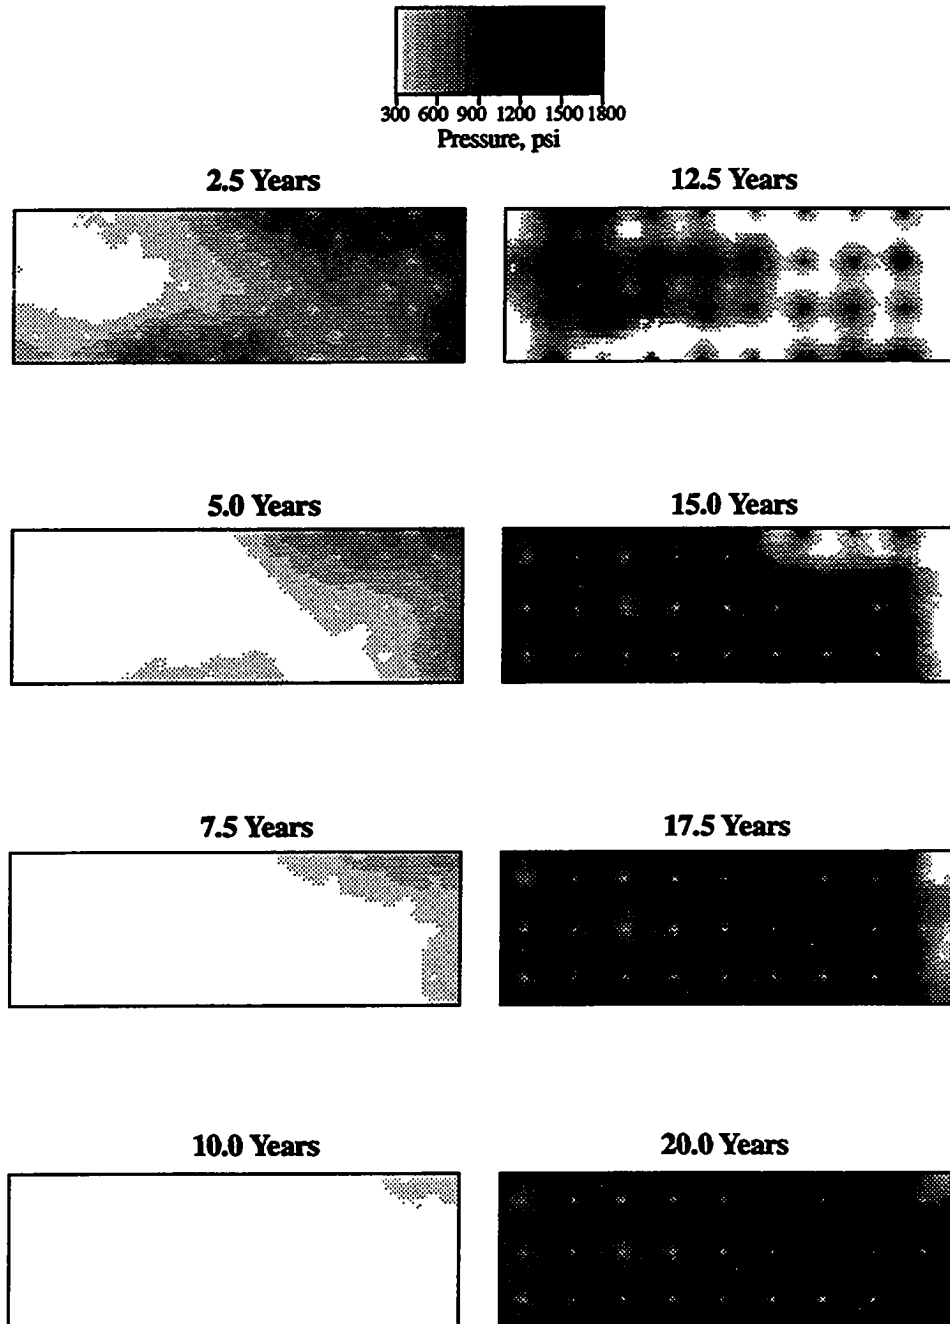 300 600 900 1200 1500 1800
Pressure, psi
2.5 Years
12.5 Years
5.0 Years
15.0 Years
7.5 Years
17.5 Years
10.0 Years
20.0 Years